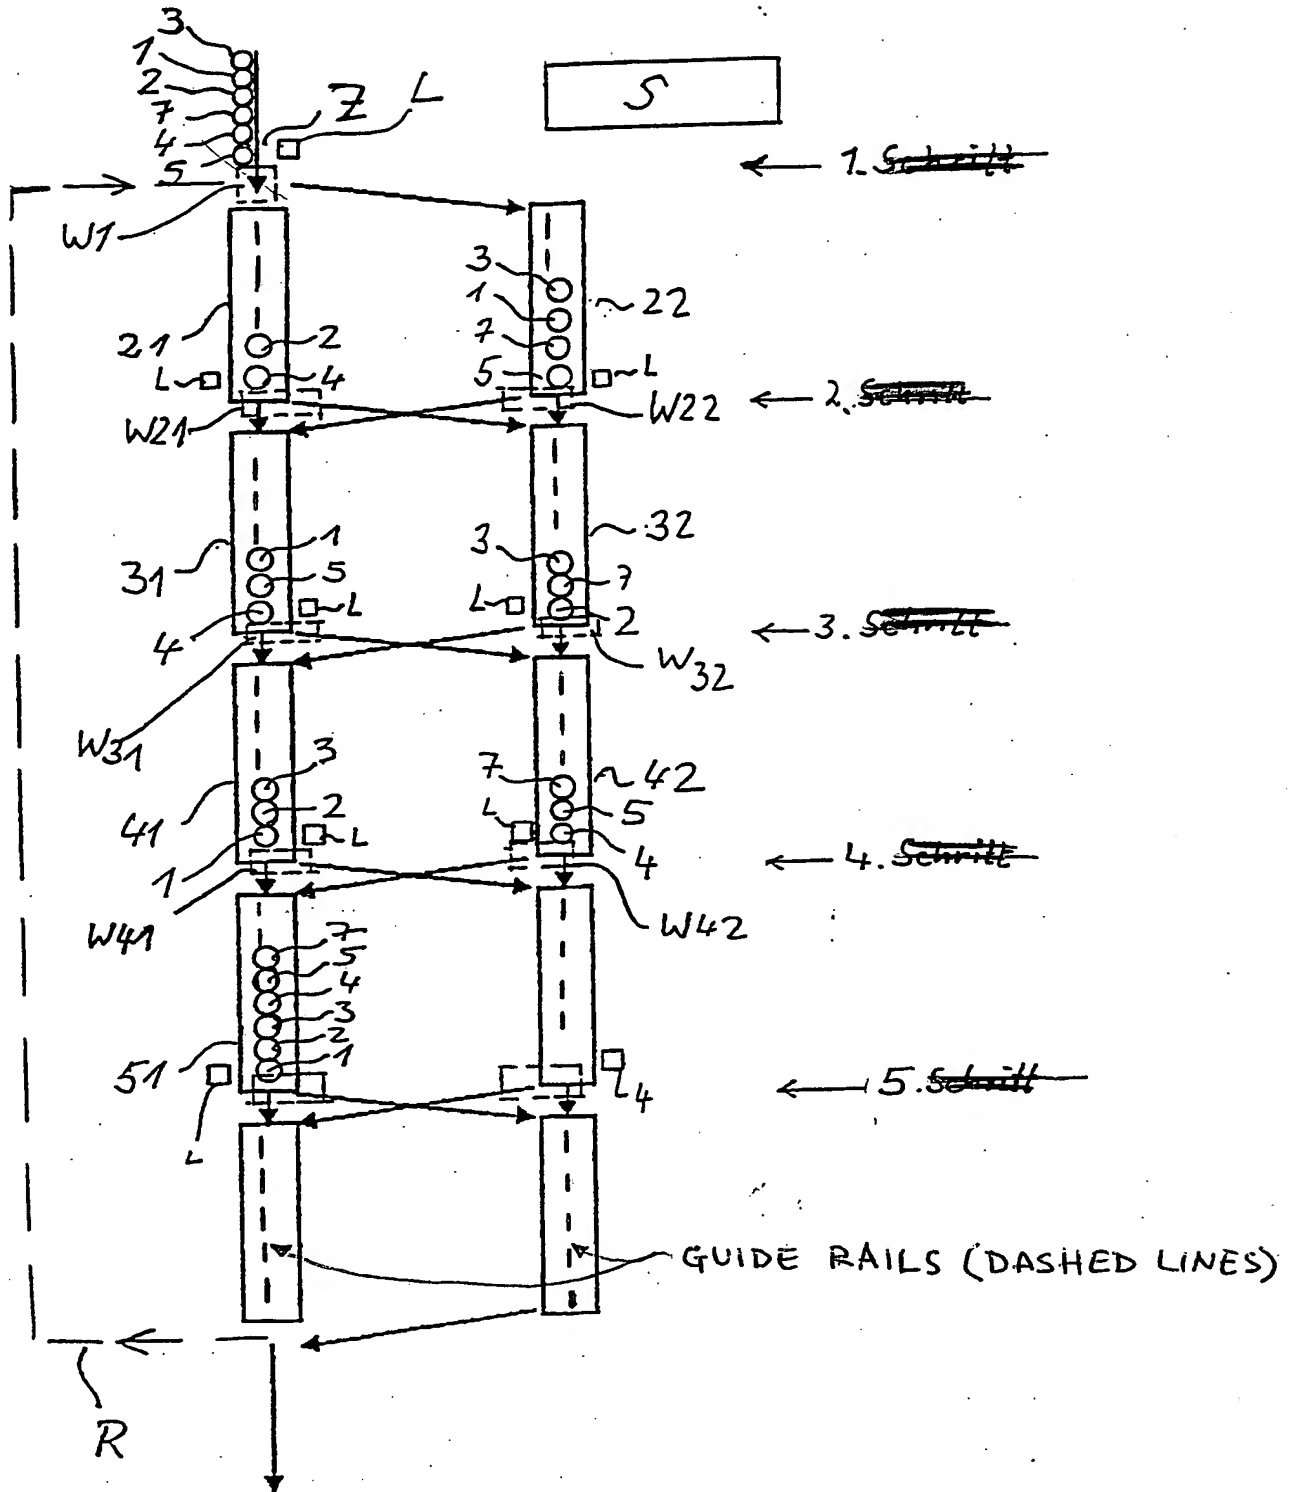 3
1
2
7
4
5
Z L
S
← 1. Schritt
W1
3
1
7
5
22
21
2
4
L
L
W21
W22
← 2. Schritt
31
1
5
4
L
3
7
2
L
32
← 3. Schritt
W31
W32
41
3
2
1
L
7
5
4
L
42
← 4. Schritt
W41
W42
7
5
4
3
2
1
51
L
L
← 5. Schritt
GUIDE RAILS (DASHED LINES)
R